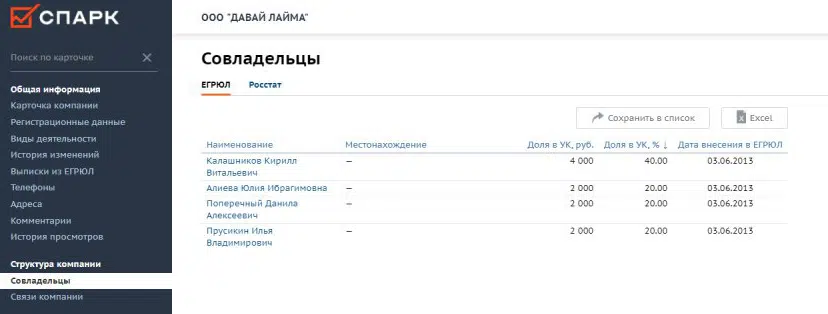 СПАРК
Поиск по карточке
Общая информация
Карточка компании
Регистрационные данные
Виды деятельности
История изменений
Выписки из ЕГРЮЛ
Телефоны
Адреса
Комментарии
История просмотров
Структура компании
Совладельцы
Связи компании
ООО "ДАВАЙ ЛАЙМА"
Совладельцы
ЕГРЮЛ Росстат
Сохранить в список Excel
Наименование Местонахождение Доля в УК, руб. Доля в УК, % ↓ Дата внесения в ЕГРЮЛ
Калашников Кирилл — 4 000 40.00 03.06.2013
Витальевич
Алиева Юлия Ибрагимовна — 2 000 20.00 03.06.2013
Поперечный Данила — 2 000 20.00 03.06.2013
Алексеевич
Прусикин Илья — 2 000 20.00 03.06.2013
Владимирович